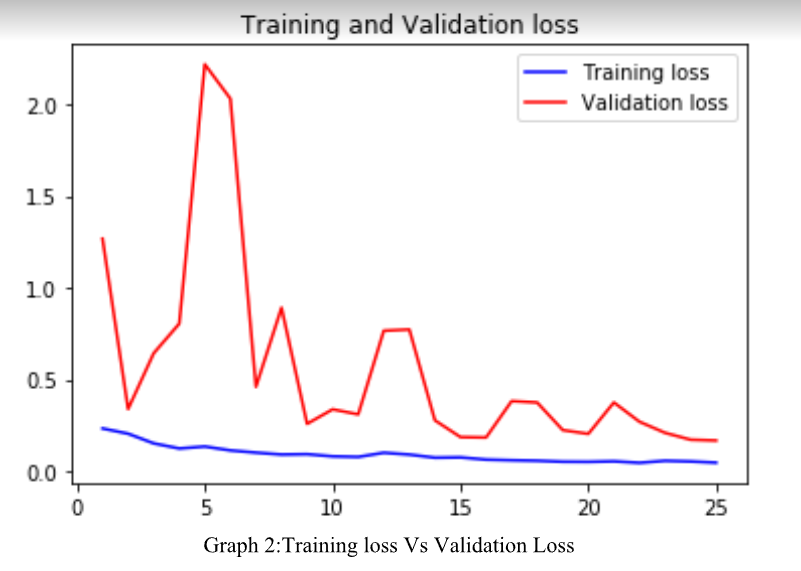 Training and Validation loss
Training loss
Validation loss
2.0
1.5
1.0
0.5
0.0
0 5 10 15 20 25
Graph 2:Training loss Vs Validation Loss